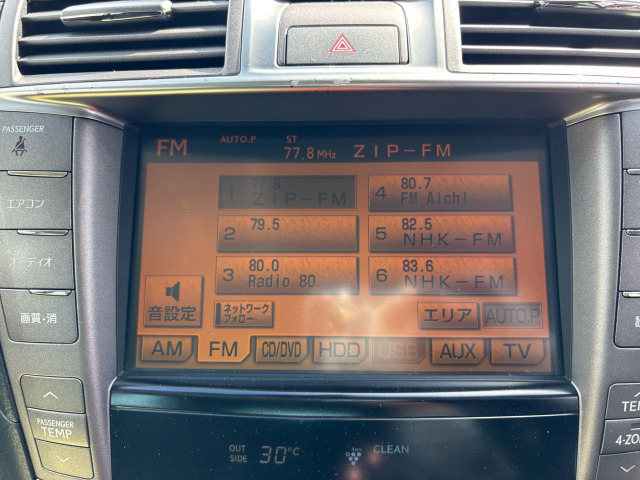 PASSENGER
エアコン
オーディオ
画質・消
PASSENGER
TEMP
FM AUTO.P ST 77.8 MHz ZIP-FM
1 77.8 ZIP-FM
4 80.7 FM Aichi
2 79.5
5 82.5 NHK-FM
3 80.0 Radio 80
6 83.6 NHK-FM
音設定
ネットワーク
フォロー
エリア AUTO.P
AM FM CD/DVD HDD USB AUX TV
OUT
SIDE 30°C CLEAN
4-ZO